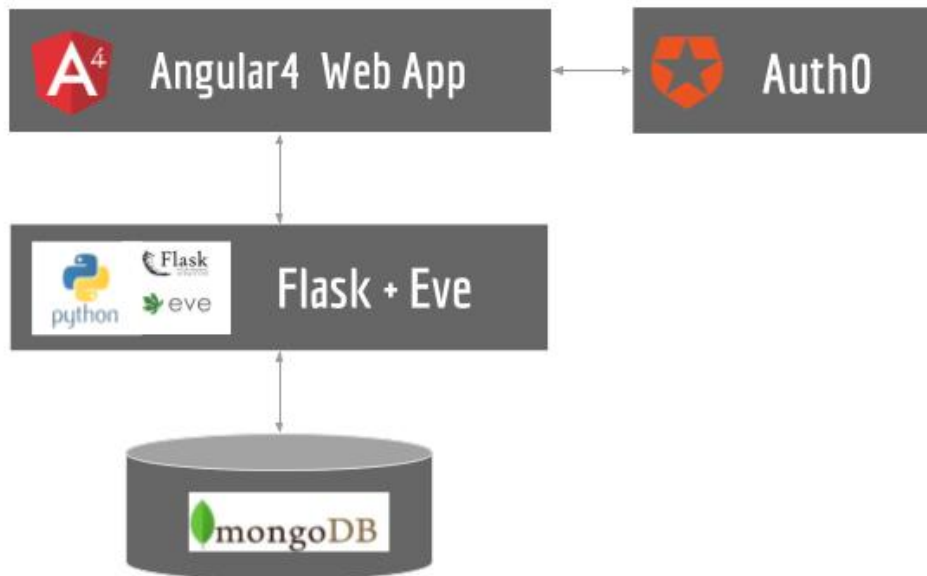 A4
Angular4 Web App
Auth0
python
Flask
eve
Flask + Eve
mongoDB